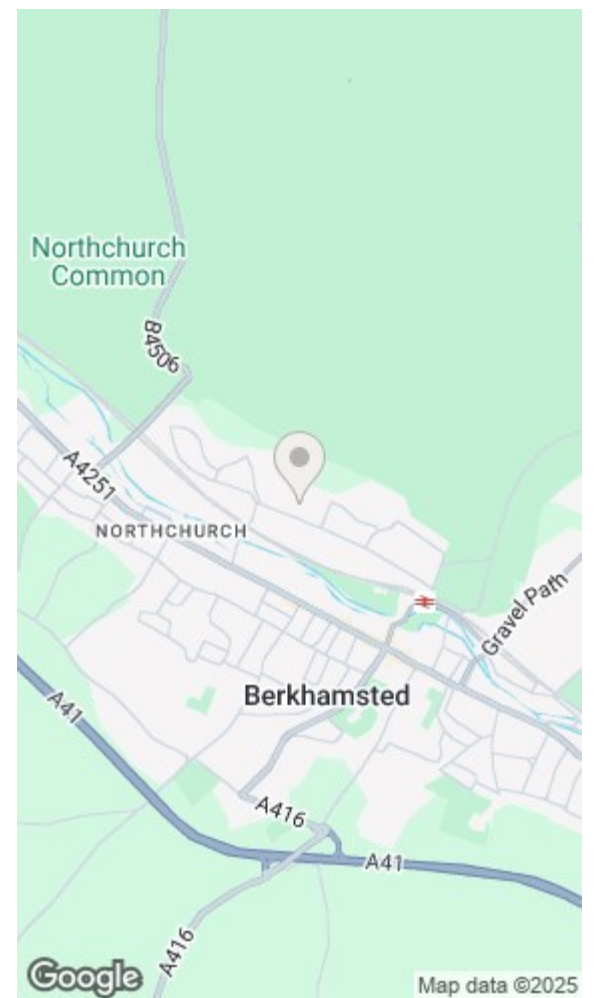 Northchurch
Common
B4506
A4251
NORTHCHURCH
Gravel Path
Berkhamsted
A41
A416
A41
A416
Google
Map data ©2025